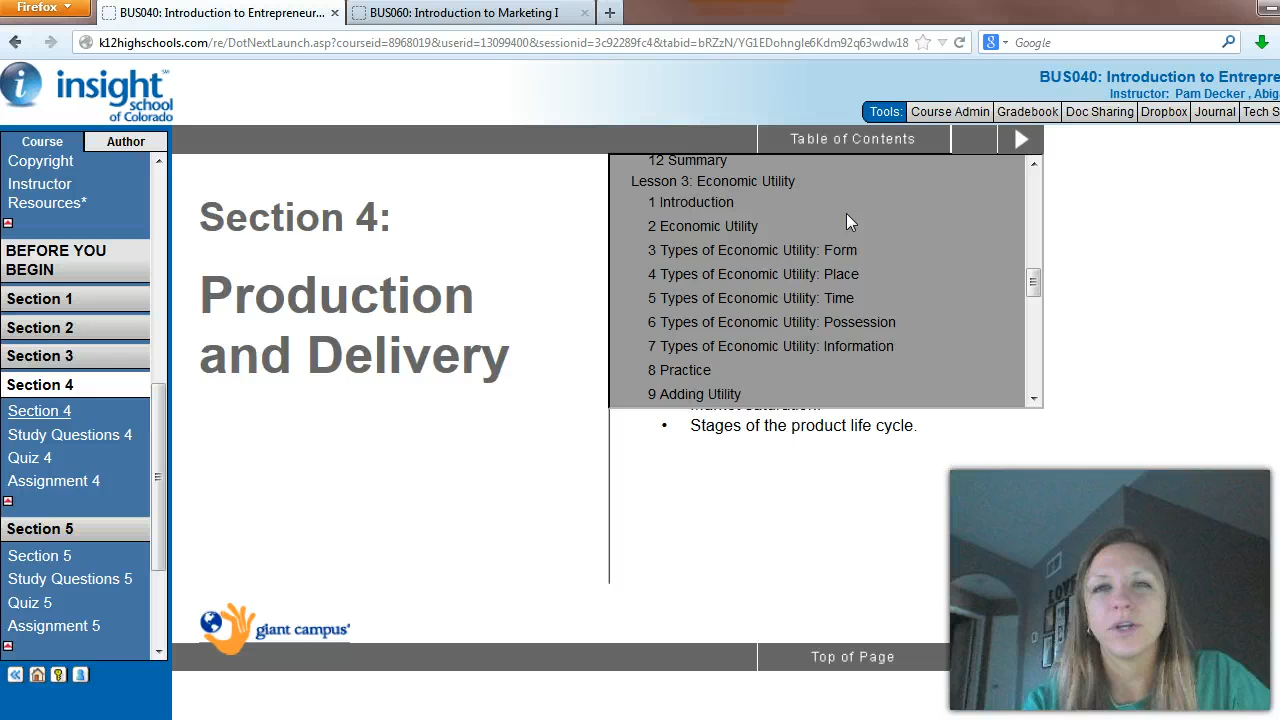 Firefox
BUS040: Introduction to Entrepreneur...
BUS060: Introduction to Marketing I
k12highschools.com/re/DotNextLaunch.asp?courseid=8968019&userid=13099400&sessionid=3c92289fc4&tabid=bRZzN/YG1EDohngle6Kdm92q63wdw18
Google
insight
school
of Colorado
BUS040: Introduction to Entrepre
Instructor: Pam Decker , Abiga
Tools: Course Admin Gradebook Doc Sharing Dropbox Journal Tech S
Course
Author
Copyright
Instructor
Resources*
BEFORE YOU
BEGIN
Section 1
Section 2
Section 3
Section 4
Section 4
Study Questions 4
Quiz 4
Assignment 4
Section 5
Section 5
Study Questions 5
Quiz 5
Assignment 5
Table of Contents
Section 4:
Production
and Delivery
12 Summary
Lesson 3: Economic Utility
1 Introduction
2 Economic Utility
3 Types of Economic Utility: Form
4 Types of Economic Utility: Place
5 Types of Economic Utility: Time
6 Types of Economic Utility: Possession
7 Types of Economic Utility: Information
8 Practice
9 Adding Utility
• Stages of the product life cycle.
giant campus
Top of Page
LOVE